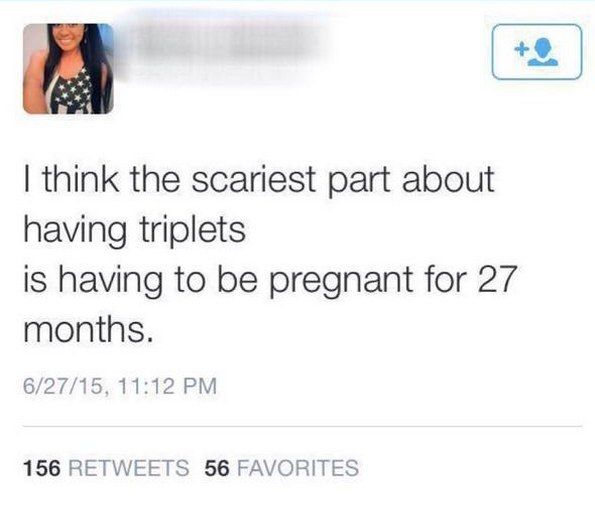 I think the scariest part about
having triplets
is having to be pregnant for 27
months.
6/27/15, 11:12 PM
156 RETWEETS 56 FAVORITES